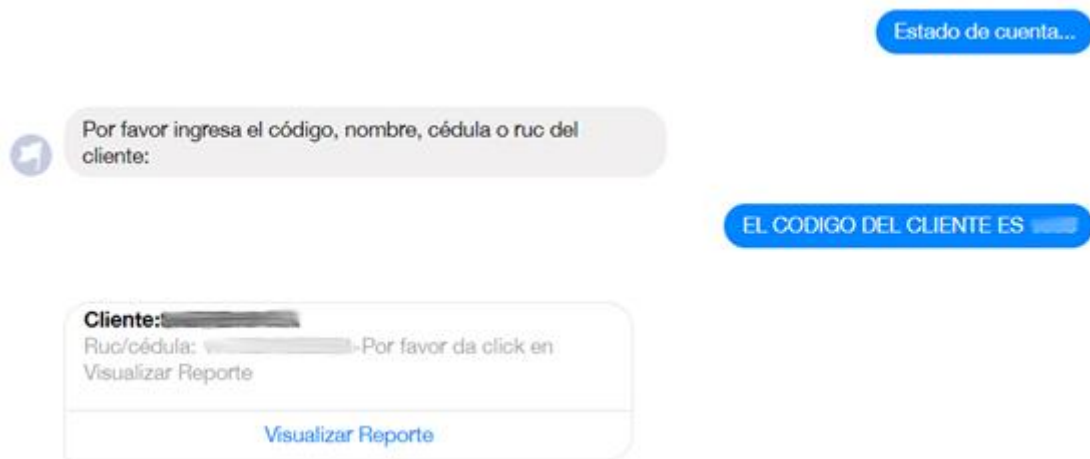 Estado de cuenta...
Por favor ingresa el código, nombre, cédula o ruc del
cliente:
EL CODIGO DEL CLIENTE ES
Cliente:
Ruc/cédula: -Por favor da click en
Visualizar Reporte
Visualizar Reporte